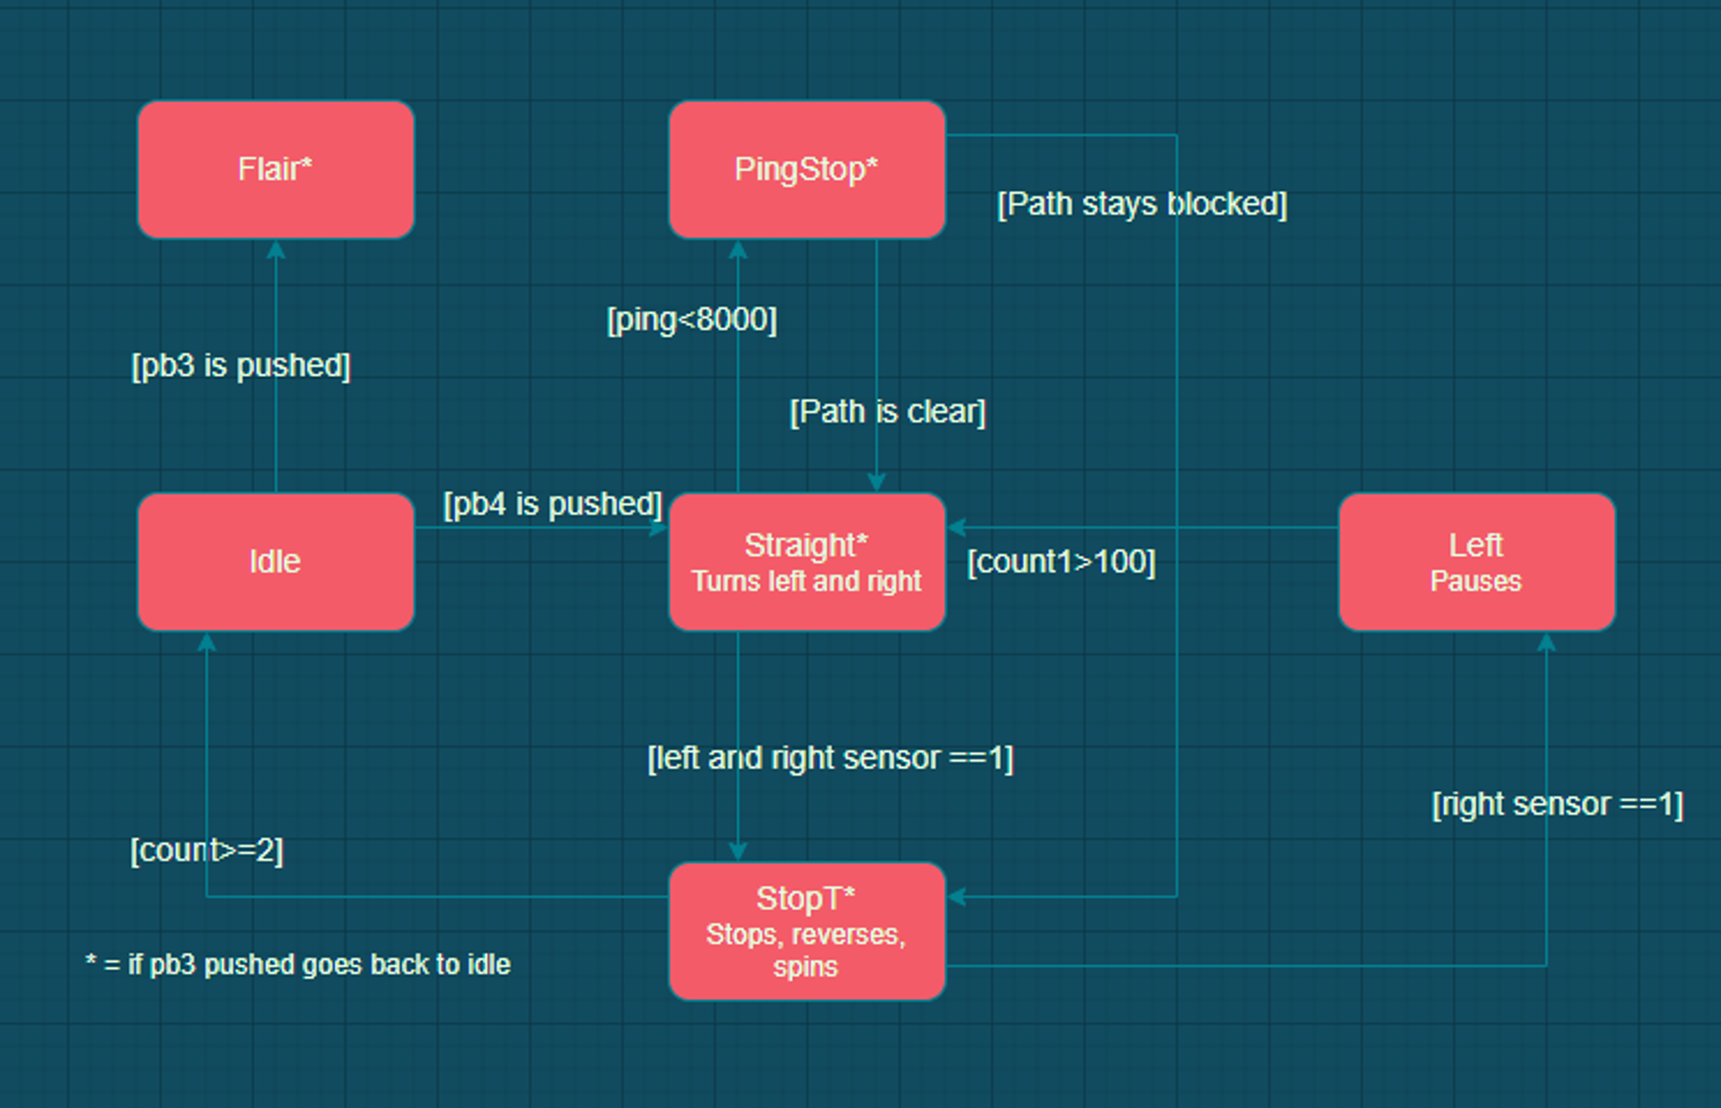 Flair*
PingStop*
[Path stays blocked]
[ping<8000]
[pb3 is pushed]
[Path is clear]
[pb4 is pushed]
Idle
Straight*
Turns left and right
[count1>100]
Left
Pauses
[left and right sensor ==1]
[right sensor ==1]
[count>=2]
StopT*
Stops, reverses,
spins
* = if pb3 pushed goes back to idle